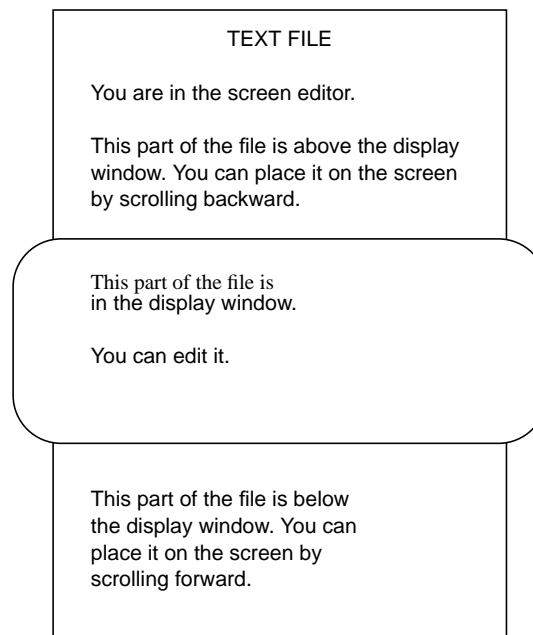 TEXT FILE
You are in the screen editor.
This part of the file is above the display
window. You can place it on the screen
by scrolling backward.
This part of the file is
in the display window.
You can edit it.
This part of the file is below
the display window. You can
place it on the screen by
scrolling forward.